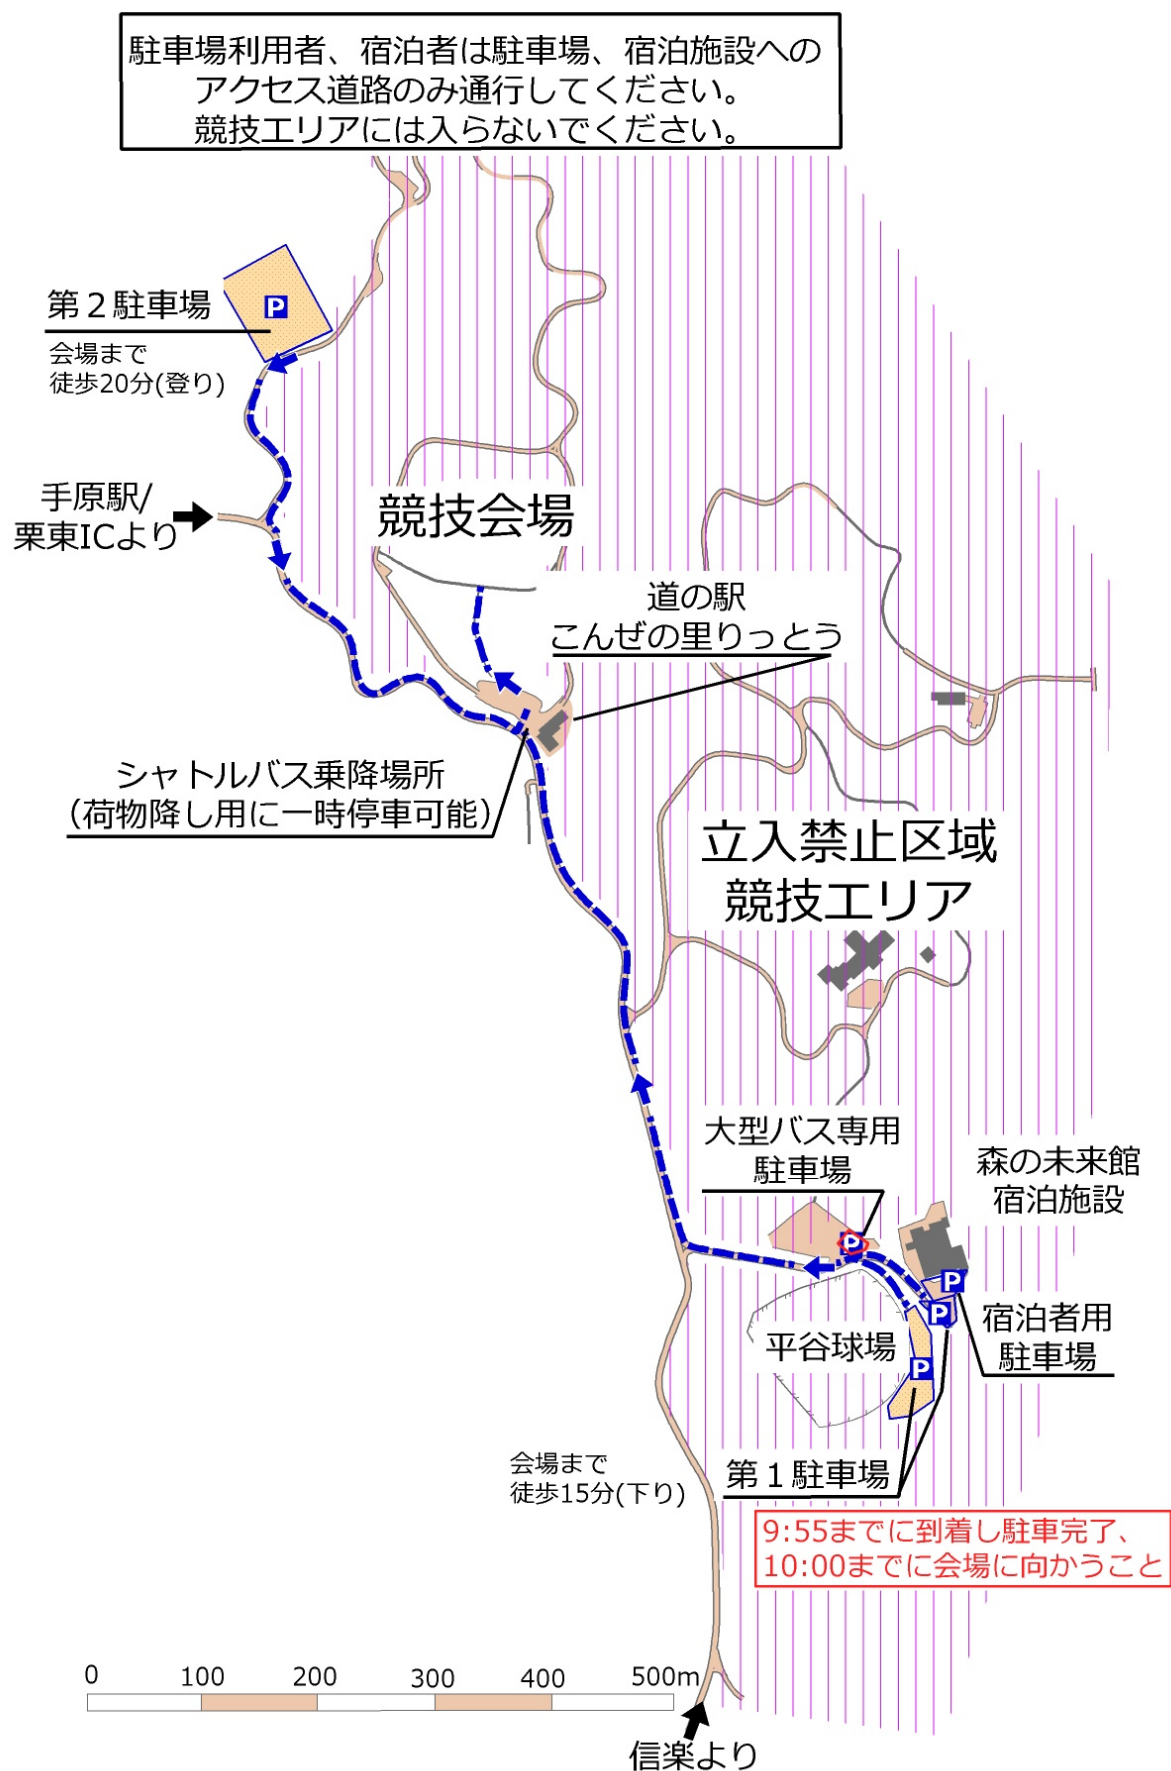 駐車場利用者、宿泊者は駐車場、宿泊施設への
アクセス道路のみ通行してください。
競技エリアには入らないでください。
P
第２駐車場
会場まで
徒歩20分(登り)
手原駅/
栗東ICより
競技会場
道の駅
こんぜの里りっとう
シャトルバス乗降場所
（荷物降し用に一時停車可能）
立入禁止区域
競技エリア
大型バス専用
駐車場
森の未来館
宿泊施設
P
P
P
宿泊者用
駐車場
平谷球場
P
会場まで
徒歩15分(下り)
第１駐車場
9:55までに到着し駐車完了、
10:00までに会場に向かうこと
0 100 200 300 400 500m
信楽より